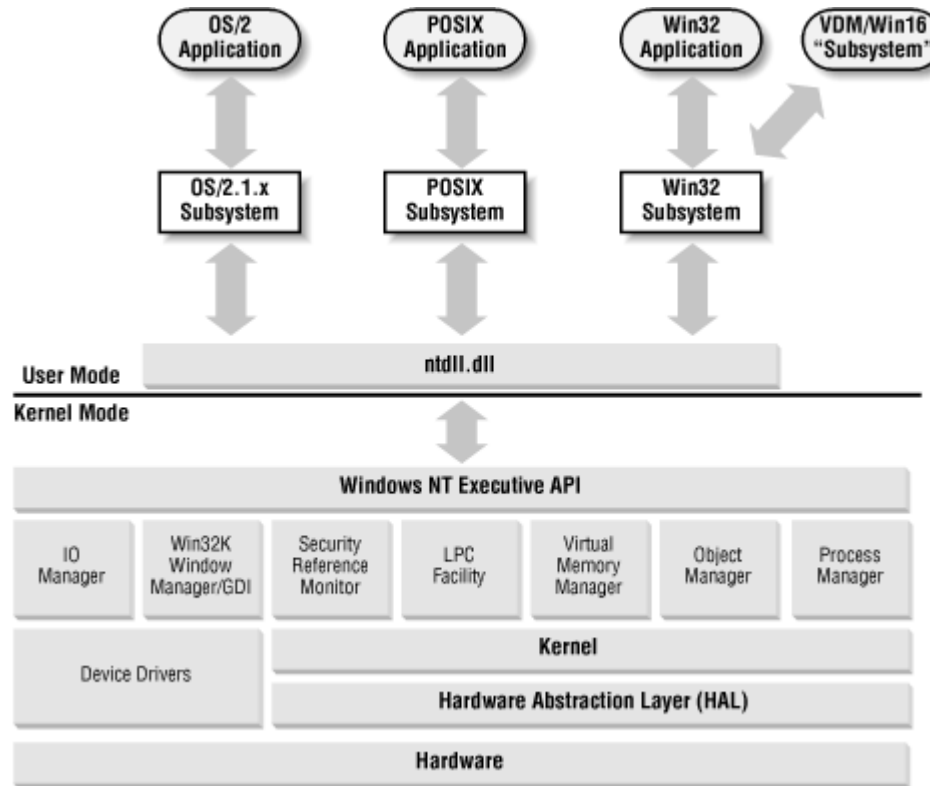 OS/2
Application
POSIX
Application
Win32
Application
VDM/Win16
“Subsystem”
OS/2.1.x
Subsystem
POSIX
Subsystem
Win32
Subsystem
ntdll.dll
User Mode
Kernel Mode
Windows NT Executive API
IO
Manager
Win32K
Window
Manager/GDI
Security
Reference
Monitor
LPC
Facility
Virtual
Memory
Manager
Object
Manager
Process
Manager
Device Drivers
Kernel
Hardware Abstraction Layer (HAL)
Hardware